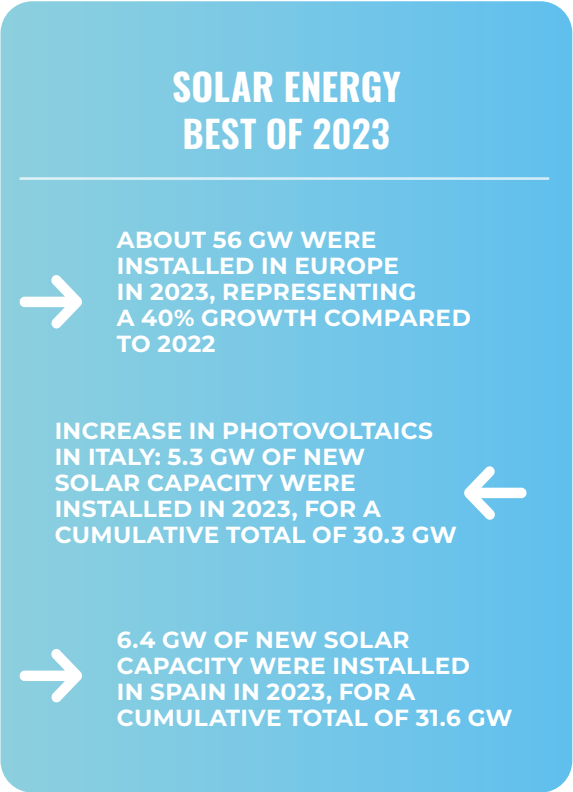 SOLAR ENERGY
BEST OF 2023
ABOUT 56 GW WERE
INSTALLED IN EUROPE
IN 2023, REPRESENTING
A 40% GROWTH COMPARED
TO 2022
INCREASE IN PHOTOVOLTAICS
IN ITALY: 5.3 GW OF NEW
SOLAR CAPACITY WERE
INSTALLED IN 2023, FOR A
CUMULATIVE TOTAL OF 30.3 GW
6.4 GW OF NEW SOLAR
CAPACITY WERE INSTALLED
IN SPAIN IN 2023, FOR A
CUMULATIVE TOTAL OF 31.6 GW